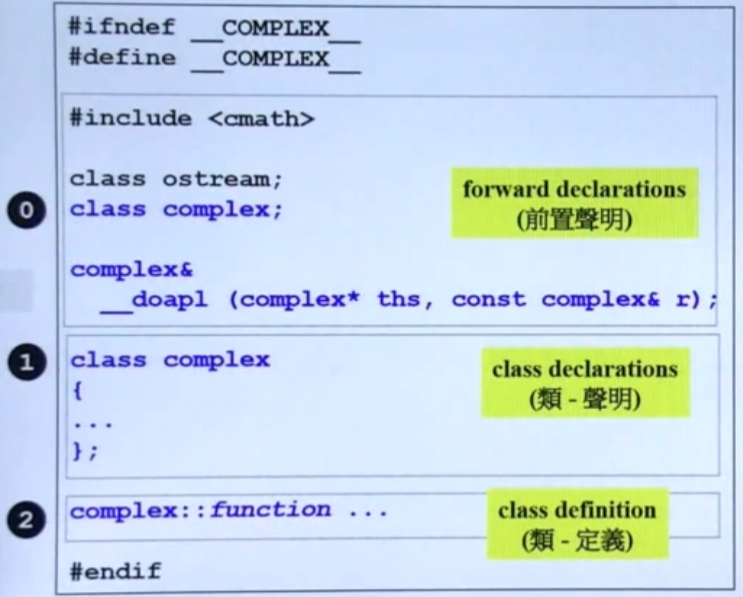 #ifndef __COMPLEX__
#define __COMPLEX__
#include <cmath>
class ostream;
class complex;
forward declarations
(前置聲明)
0
complex&
__doapl (complex* ths, const complex& r);
1
class complex
{
...
};
class declarations
(類 - 聲明)
2
complex::function ...
class definition
(類 - 定義)
#endif